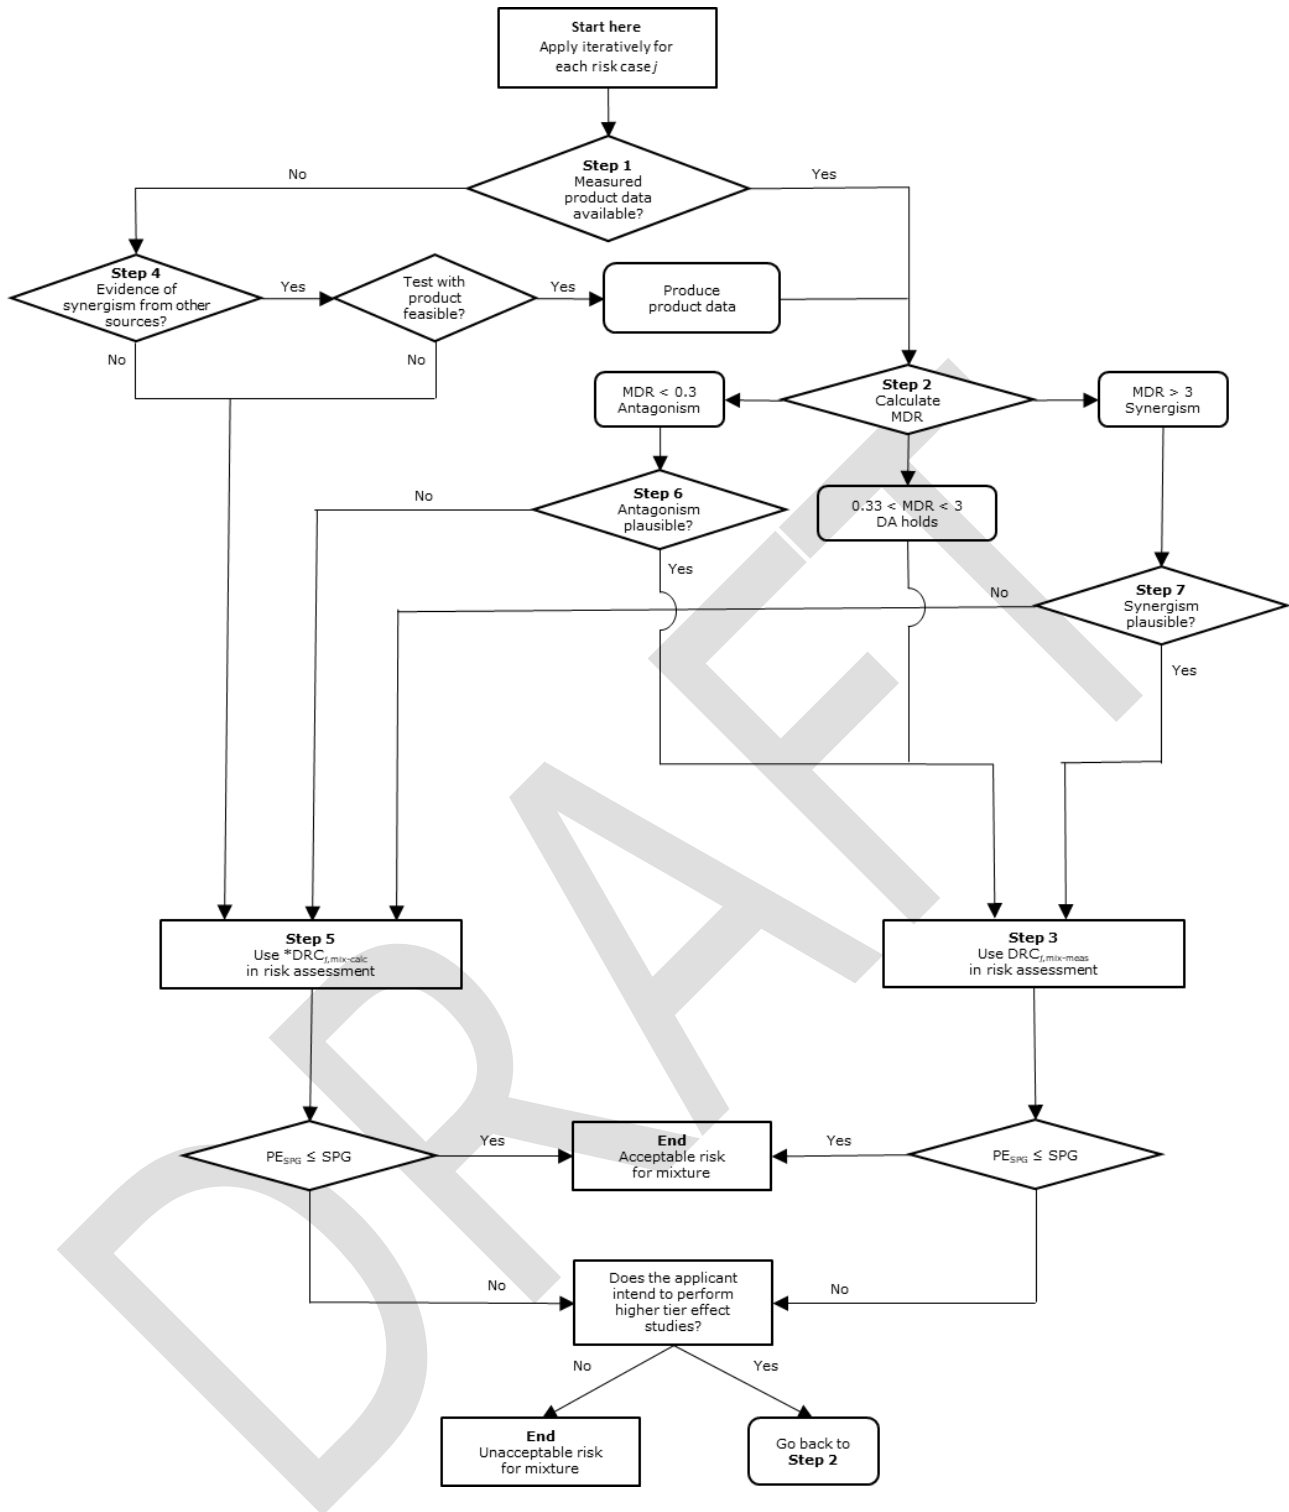 Start here
Apply iteratively for
each risk case j
Step 1
Measured
product data
available?
No
Yes
Step 4
Evidence of
synergism from other
sources?
Yes
Test with
product
feasible?
Yes
Produce
product data
No
No
MDR < 0.3
Antagonism
Step 2
Calculate
MDR
MDR > 3
Synergism
No
Step 6
Antagonism
plausible?
0.33 < MDR < 3
DA holds
Yes
No
Step 7
Synergism
plausible?
Yes
Step 5
Use *DRCj,mix-calc
in risk assessment
Step 3
Use DRCj,mix-meas
in risk assessment
PESPG ≤ SPG
Yes
End
Acceptable risk
for mixture
Yes
PESPG ≤ SPG
No
Does the applicant
intend to perform
higher tier effect
studies?
No
No
Yes
End
Unacceptable risk
for mixture
Go back to
Step 2
DRAFT